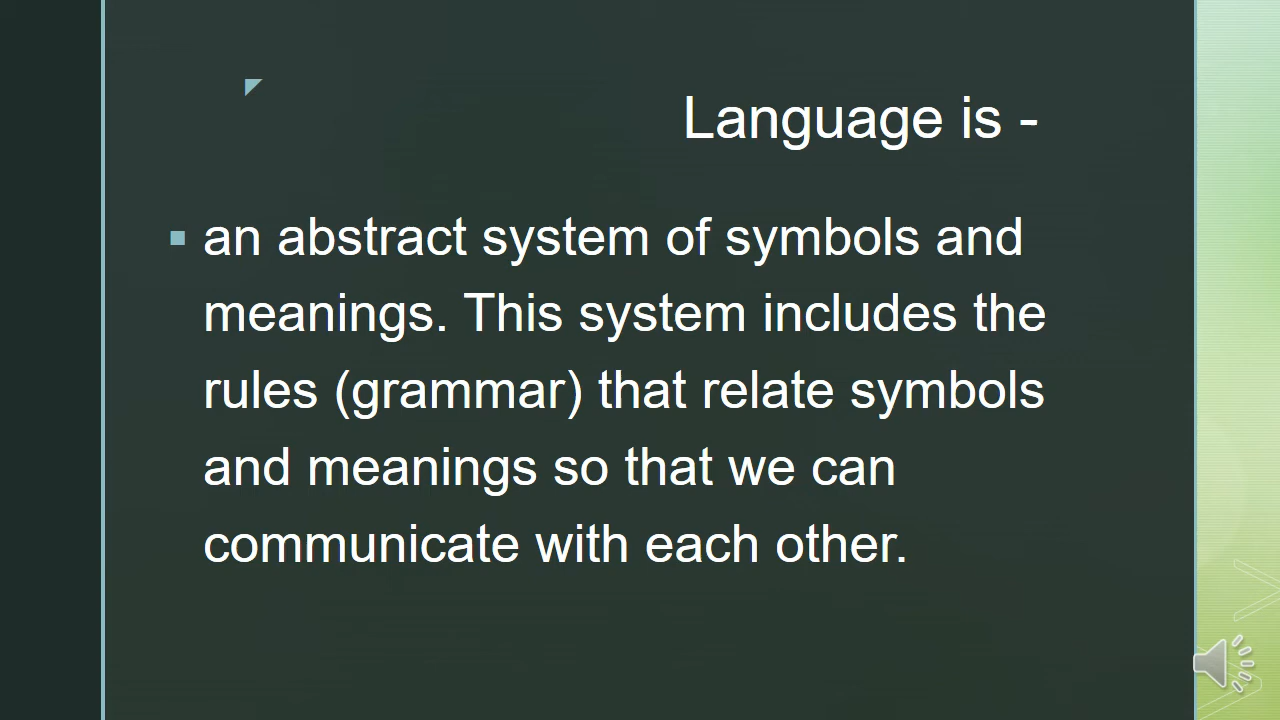 Language is -
an abstract system of symbols and
meanings. This system includes the
rules (grammar) that relate symbols
and meanings so that we can
communicate with each other.